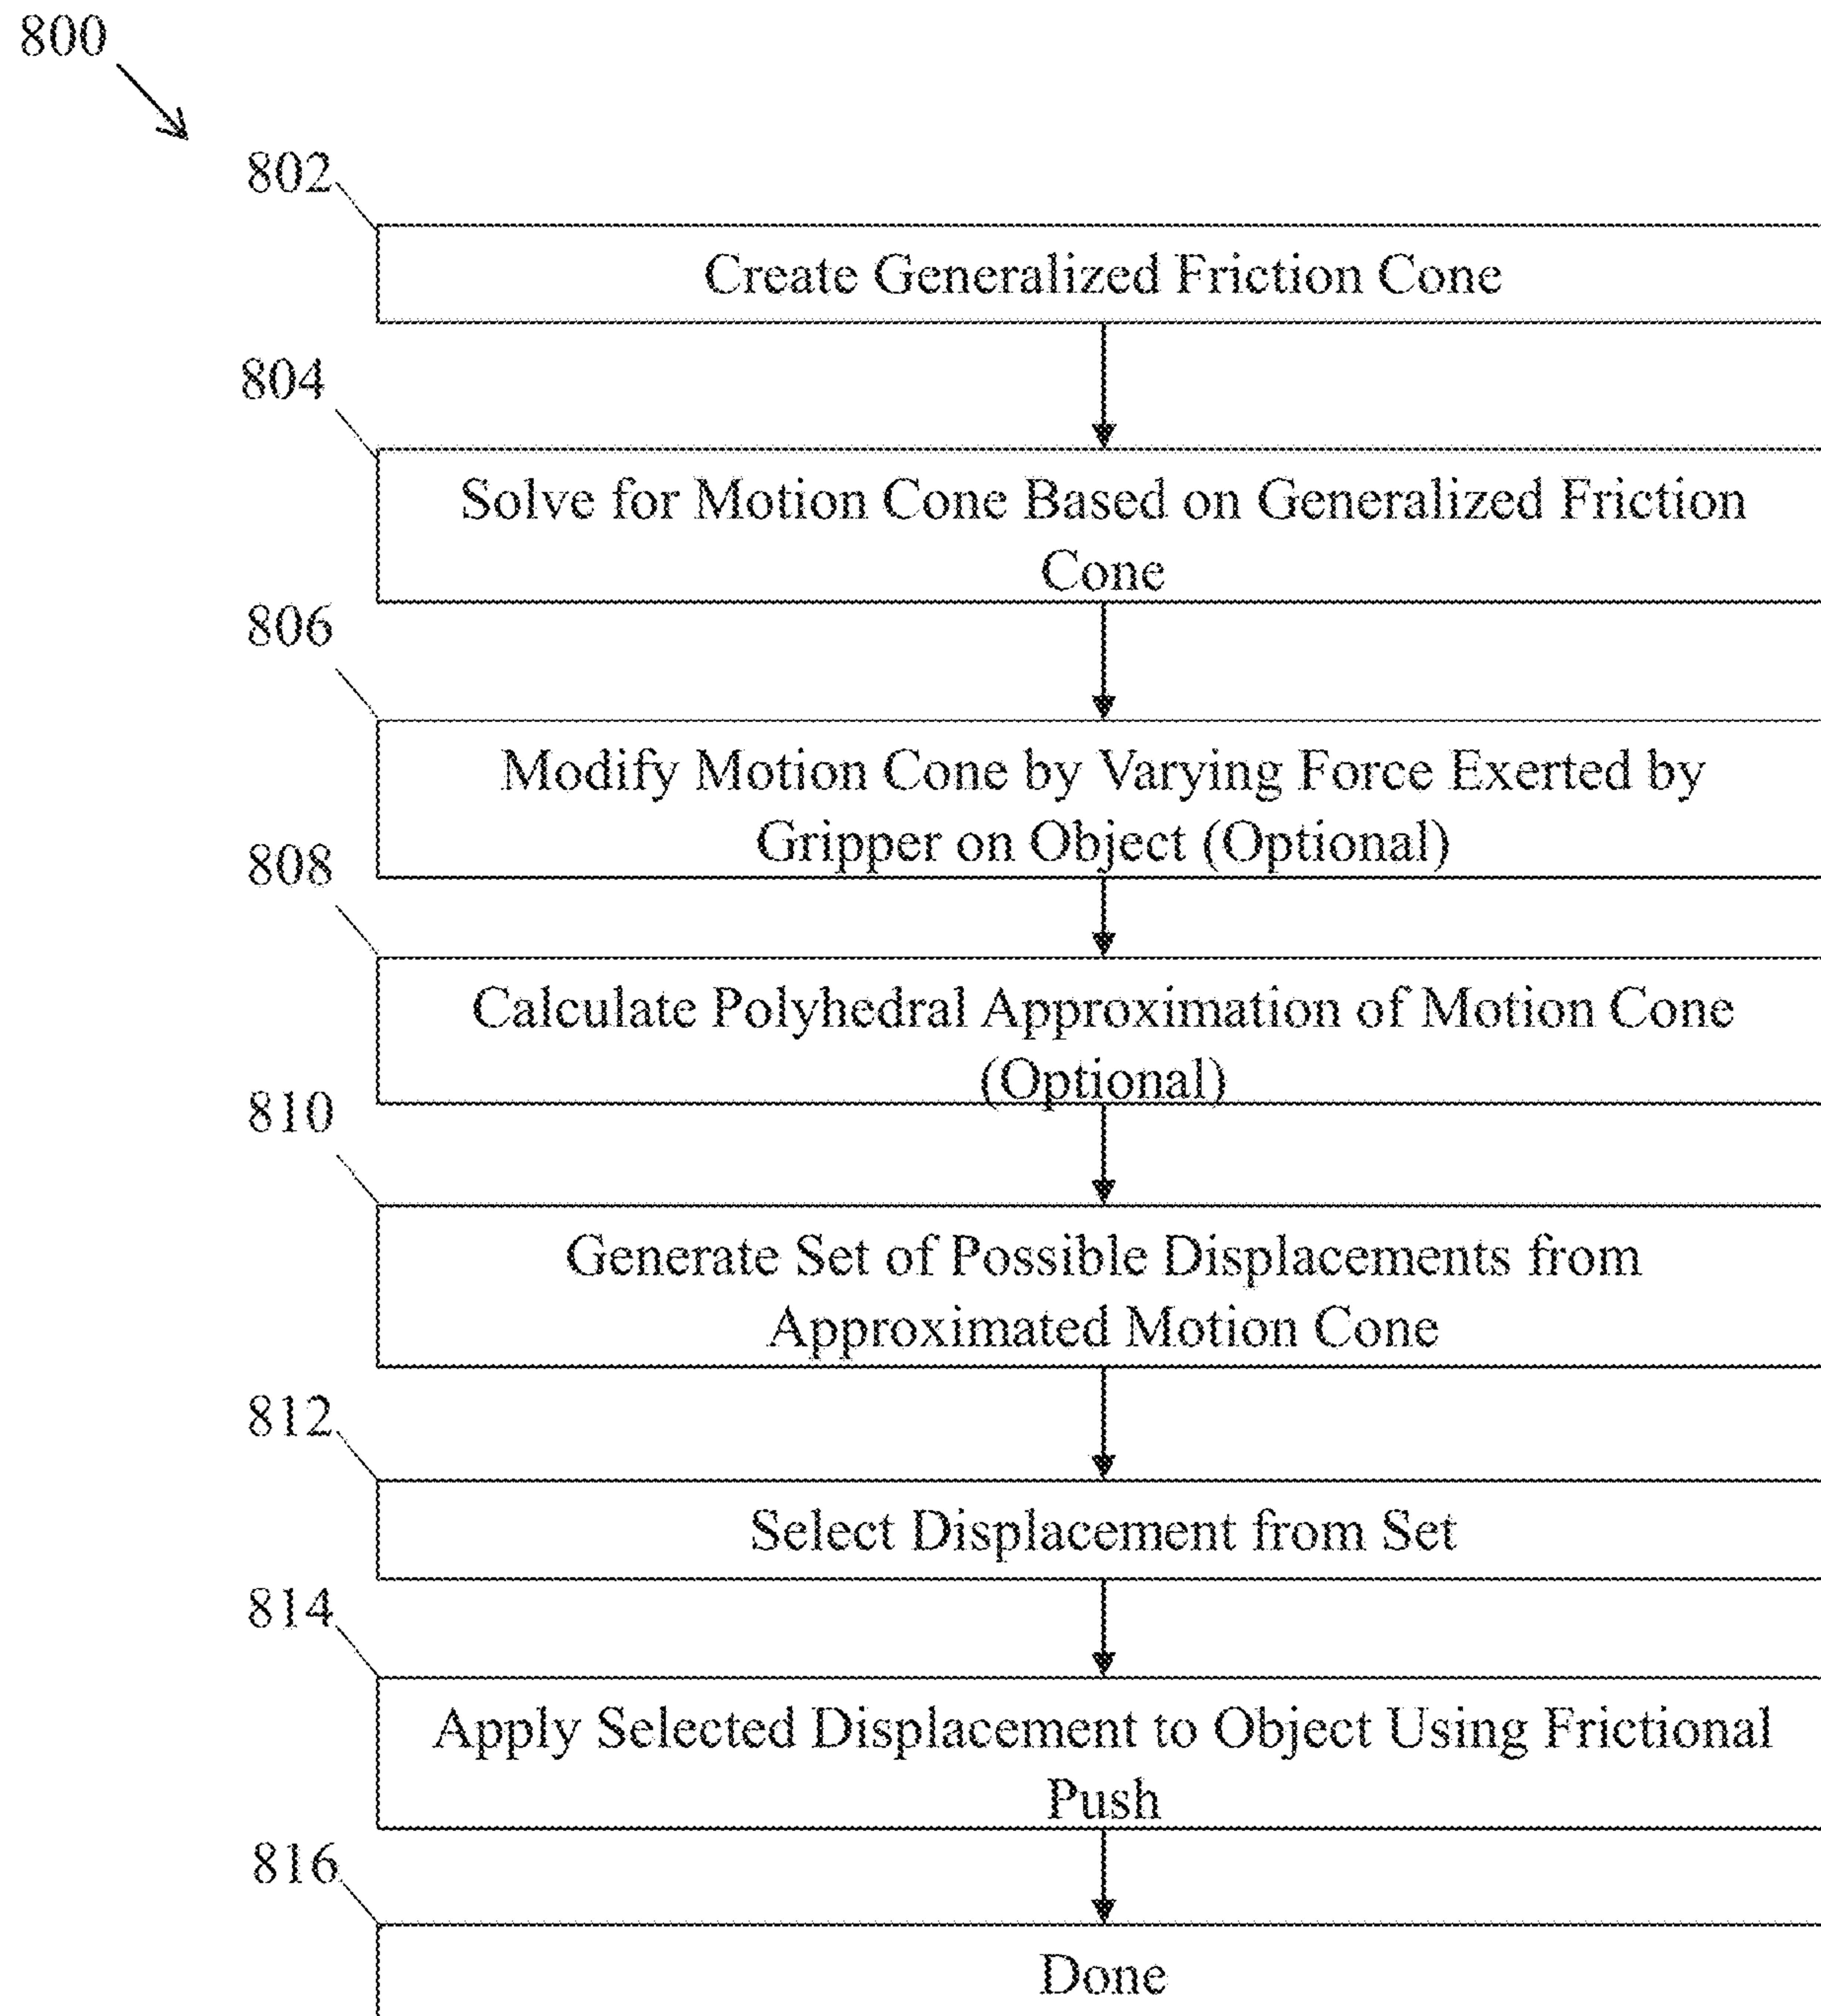 800
802
Create Generalized Friction Cone
804
Solve for Motion Cone Based on Generalized Friction
Cone
806
Modify Motion Cone by Varying Force Exerted by
Gripper on Object (Optional)
808
Calculate Polyhedral Approximation of Motion Cone
(Optional)
810
Generate Set of Possible Displacements from
Approximated Motion Cone
812
Select Displacement from Set
814
Apply Selected Displacement to Object Using Frictional
Push
816
Done